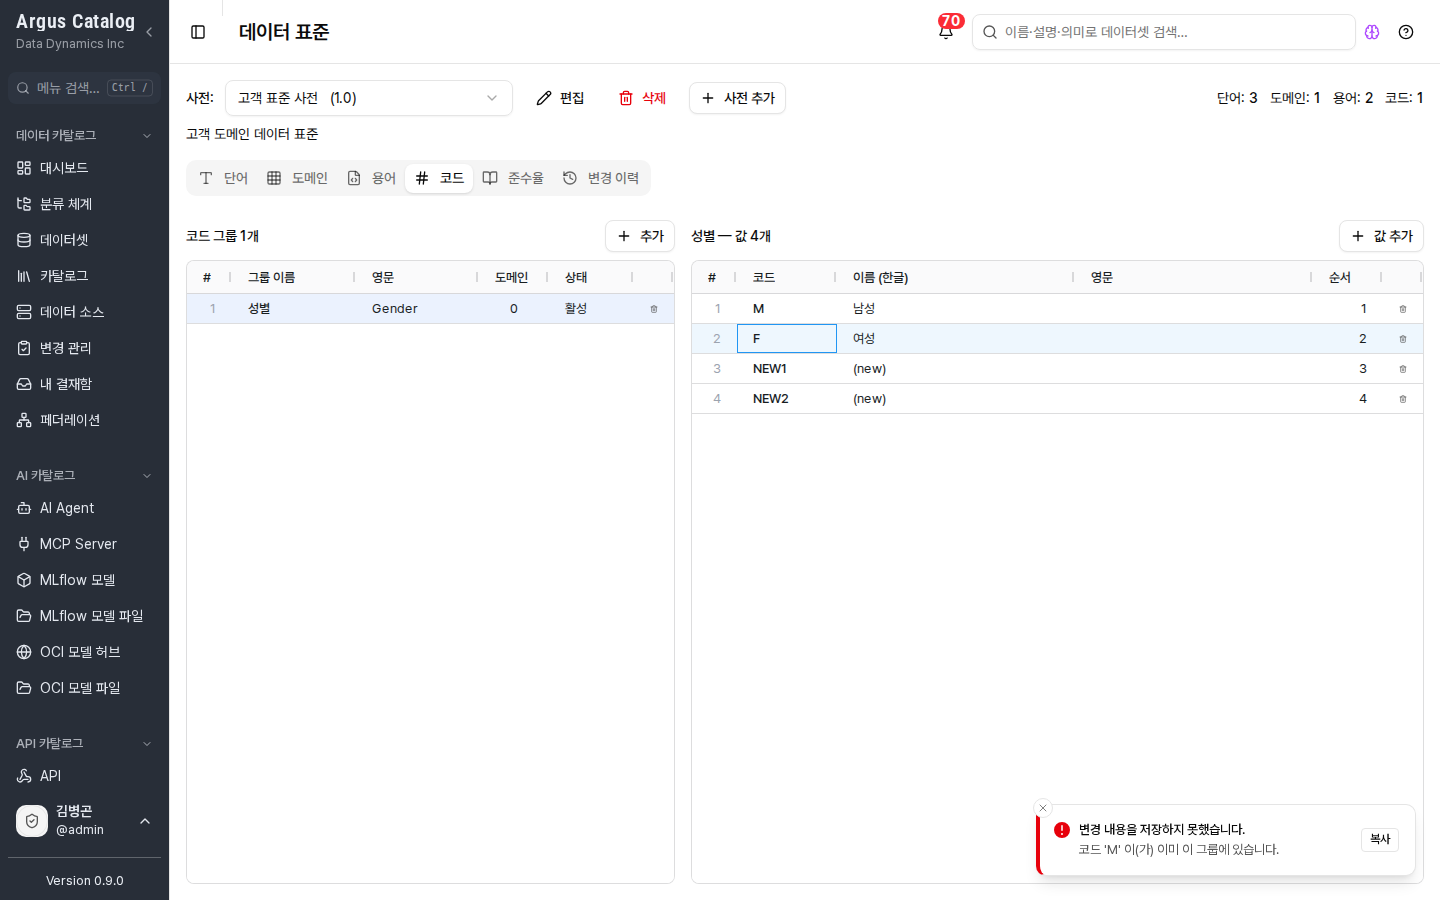 Argus Catalog
Data Dynamics Inc
메뉴 검색... Ctrl /
데이터 카탈로그
대시보드
분류 체계
데이터셋
카탈로그
데이터 소스
변경 관리
내 결재함
페더레이션
AI 카탈로그
AI Agent
MCP Server
MLflow 모델
MLflow 모델 파일
OCI 모델 허브
OCI 모델 파일
API 카탈로그
API
김병곤
@admin
Version 0.9.0
데이터 표준
70
이름·설명·의미로 데이터셋 검색...
사전: 고객 표준 사전 (1.0) 편집 삭제 사전 추가
단어: 3 도메인: 1 용어: 2 코드: 1
고객 도메인 데이터 표준
단어 도메인 용어 코드 준수율 변경 이력
코드 그룹 1개 추가
# 그룹 이름 영문 도메인 상태
1 성별 Gender 0 활성
성별 — 값 4개 값 추가
# 코드 이름 (한글) 영문 순서
1 M 남성 1
2 F 여성 2
3 NEW1 (new) 3
4 NEW2 (new) 4
변경 내용을 저장하지 못했습니다.
코드 'M' 이(가) 이미 이 그룹에 있습니다.
복사